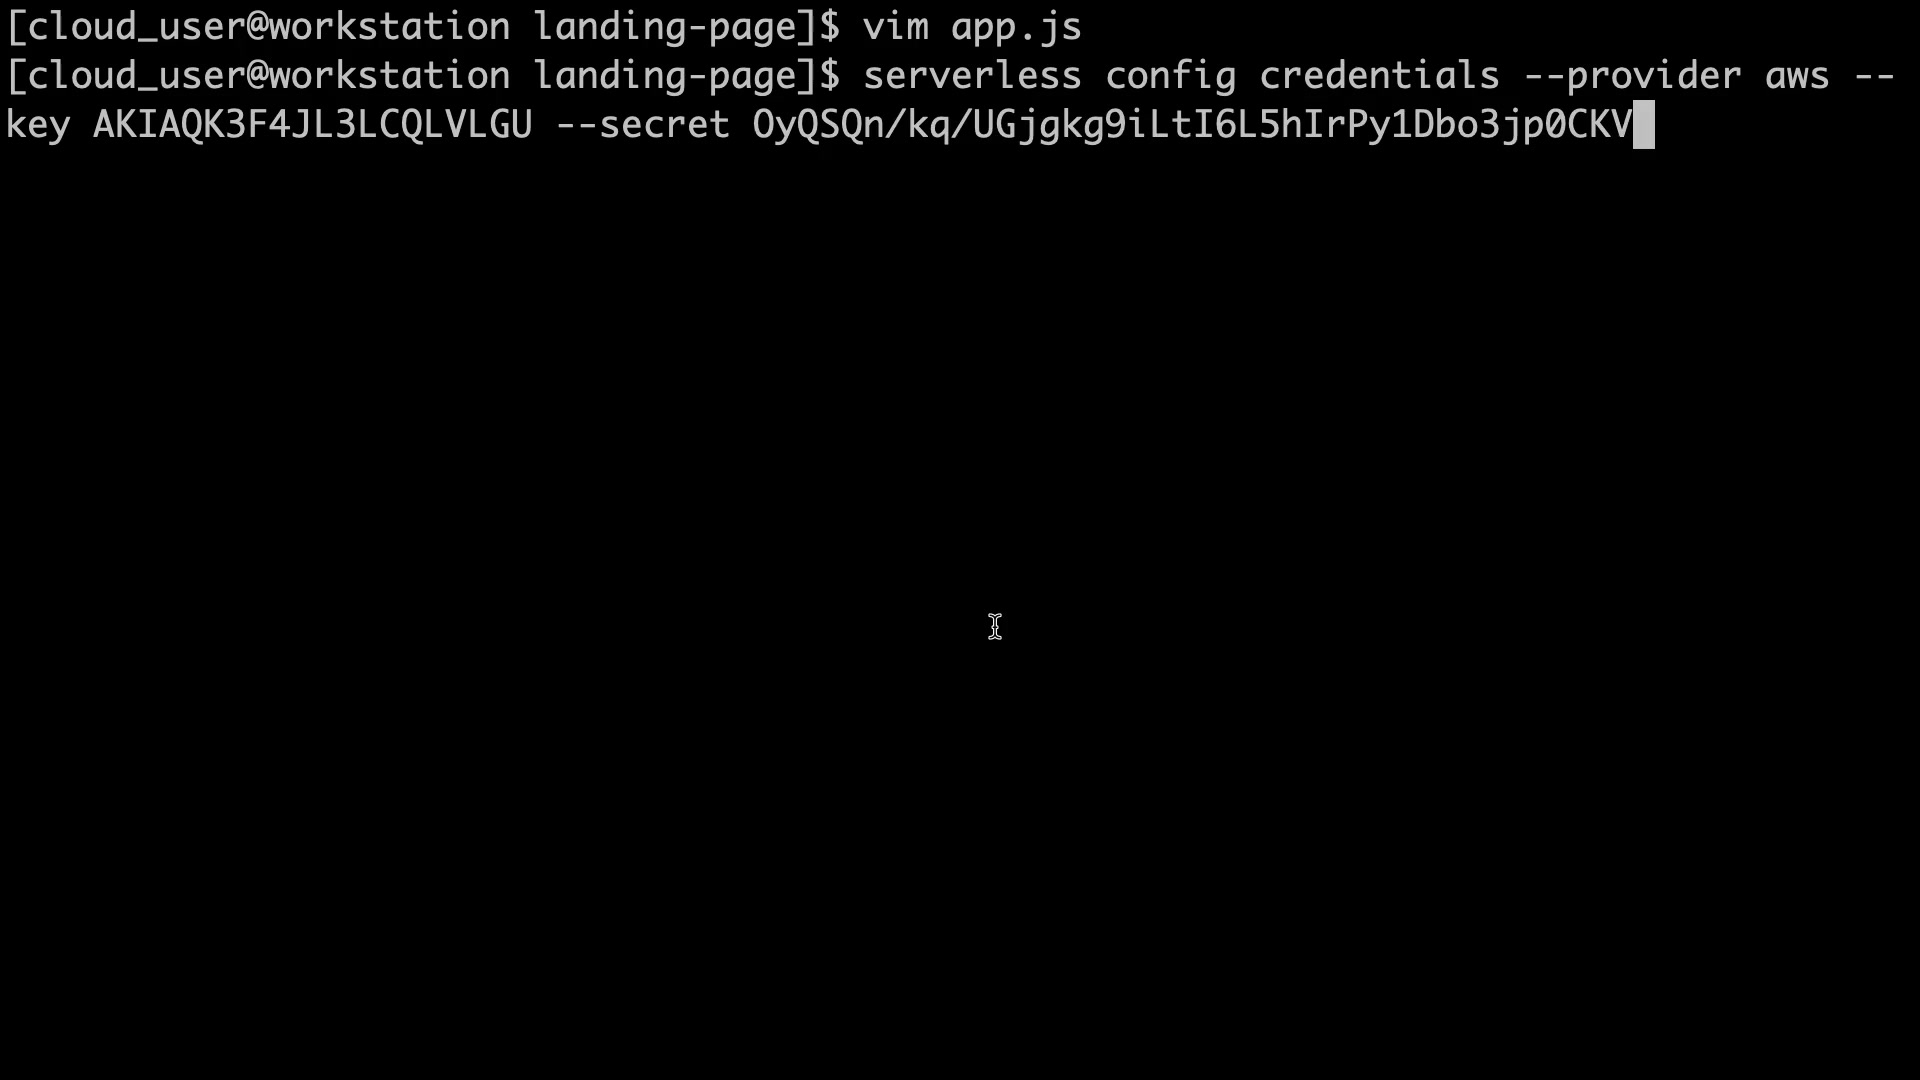 [cloud_user@workstation landing-page]$ vim app.js
[cloud_user@workstation landing-page]$ serverless config credentials --provider aws --
key AKIAQK3F4JL3LCQLVLGU --secret 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